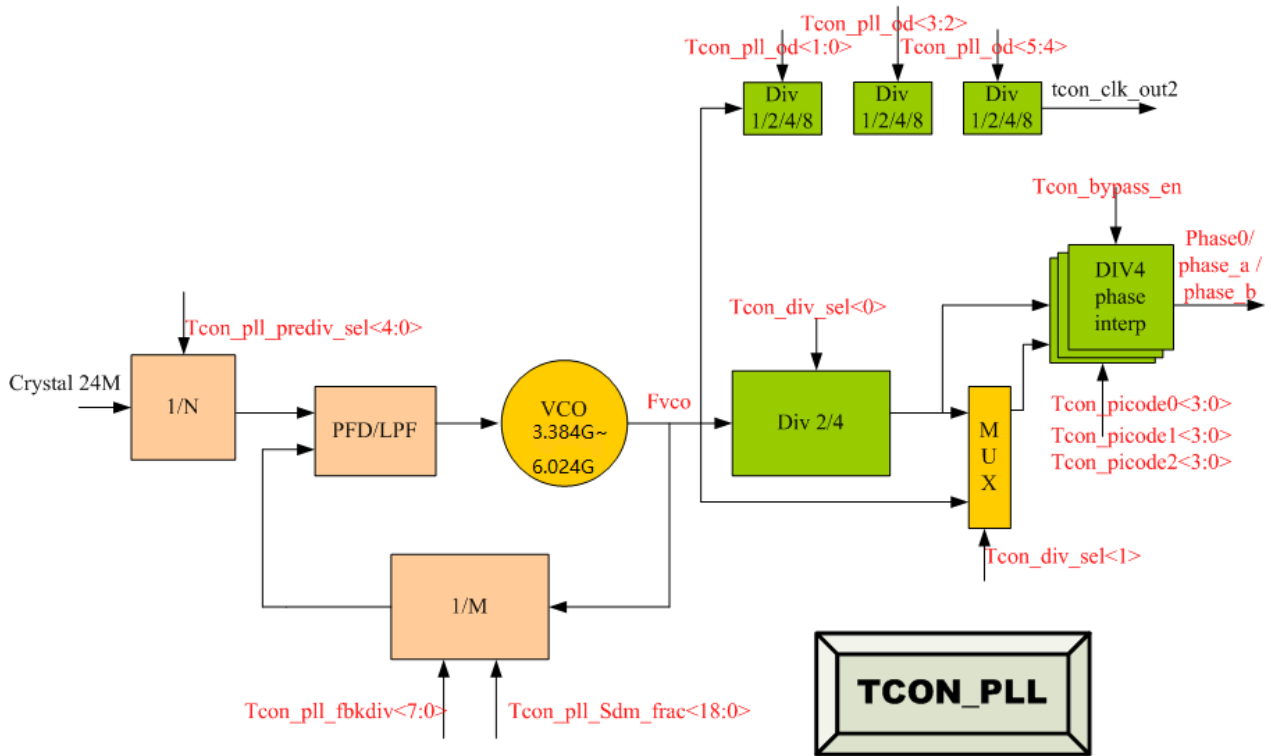 Tcon_pll_od<3:2>
Tcon_pll_od<1:0>
Tcon_pll_od<5:4>
Div
1/2/4/8
Div
1/2/4/8
Div
1/2/4/8
tcon_clk_out2
Tcon_bypass_en
Phase0/
phase_a /
phase_b
DIV4
phase
interp
Tcon_div_sel<0>
Tcon_pll_prediv_sel<4:0>
Crystal 24M
1/N
PFD/LPF
VCO
3.384G~
6.024G
Fvco
Div 2/4
M
U
X
Tcon_picode0<3:0>
Tcon_picode1<3:0>
Tcon_picode2<3:0>
Tcon_div_sel<1>
1/M
Tcon_pll_fbkdiv<7:0>
Tcon_pll_Sdm_frac<18:0>
TCON_PLL